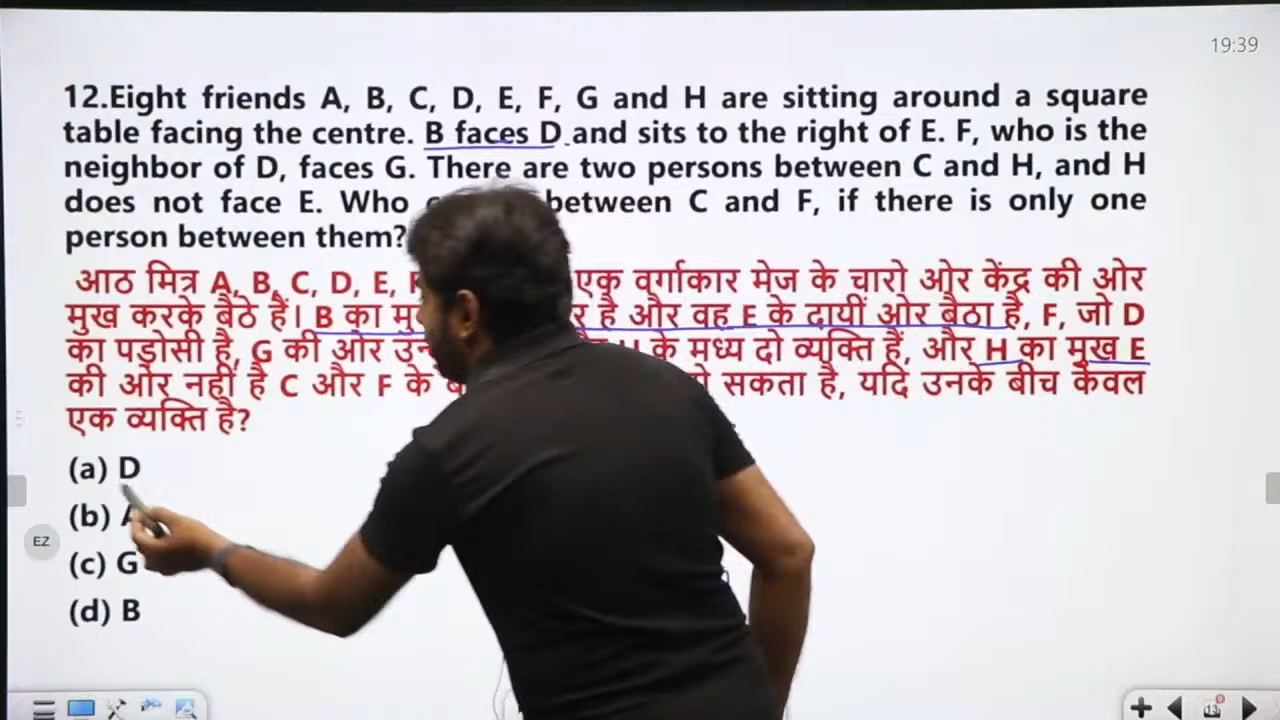 19:39
12.Eight friends A, B, C, D, E, F, G and H are sitting around a square
table facing the centre. B faces D and sits to the right of E. F, who is the
neighbor of D, faces G. There are two persons between C and H, and H
does not face E. Who between C and F, if there is only one
person between them?
आठ मित्र A, B, C, D, E, एक वर्गाकार मेज के चारो ओर केंद्र की ओर
मुख करके बैठे हैं। B का है और वह E के दायीं ओर बैठा है, F, जो D
का पड़ोसी है, G की ओर के मध्य दो व्यक्ति हैं, और H का मुख E
की ओर नहीं है C और F के सकता है, यदि उनके बीच केवल
एक व्यक्ति है?
(a) D
(b)
(c) G
(d) B
EZ
13